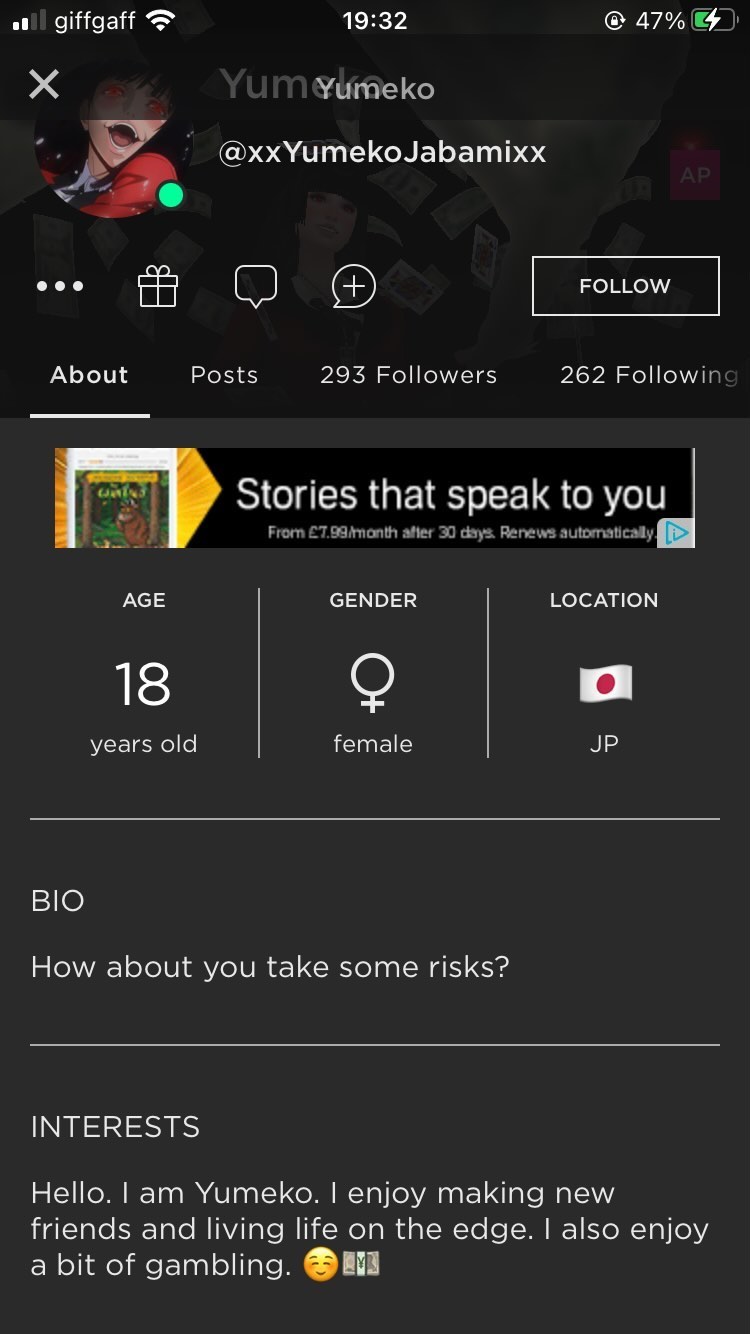 giffgaff 19:32 47%
Yumeko
Yumeko
@xxYumekoJabamixx
AP
FOLLOW
About Posts 293 Followers 262 Following
Stories that speak to you
From £7.99/month after 30 days. Renews automatically.
AGE GENDER LOCATION
18
years old female JP
BIO
How about you take some risks?
INTERESTS
Hello. I am Yumeko. I enjoy making new
friends and living life on the edge. I also enjoy
a bit of gambling. ☺️💴